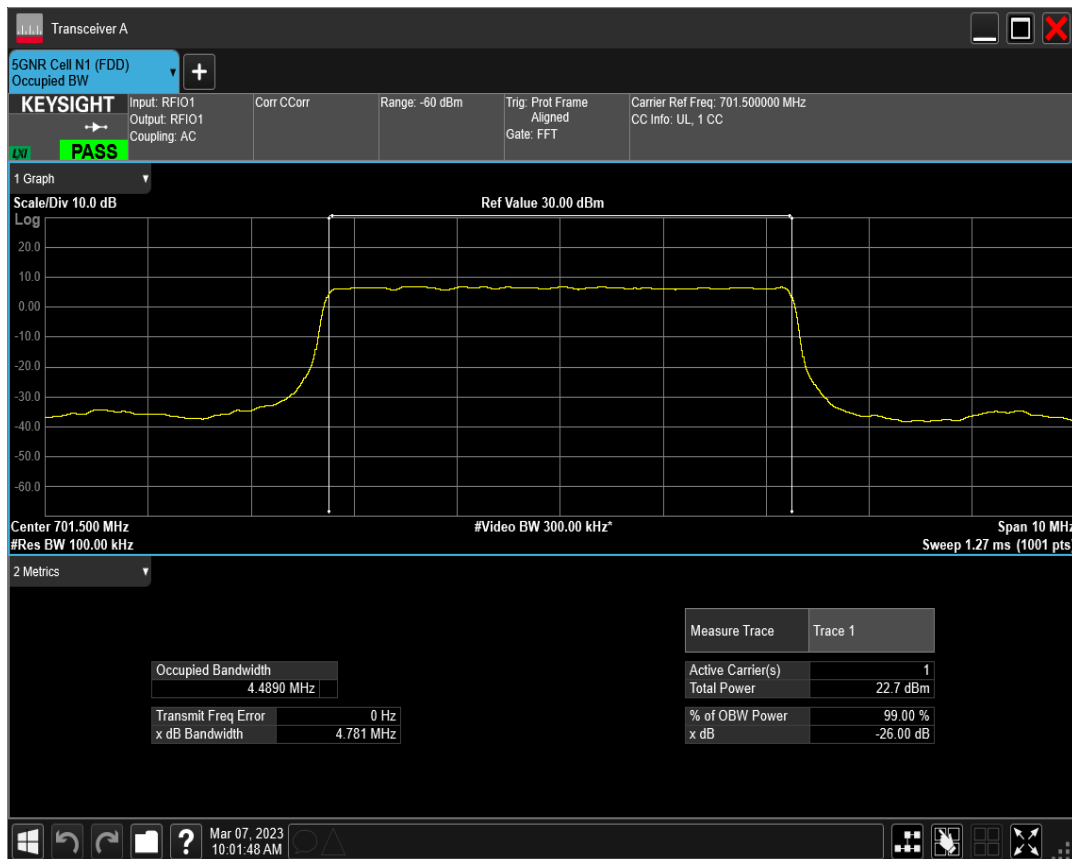 Transceiver A
5GNR Cell N1 (FDD)
Occupied BW
KEYSIGHT
LXI
PASS
Input: RFIO1
Output: RFIO1
Coupling: AC
Corr CCorr
Range: -60 dBm
Trig: Prot Frame
Aligned
Gate: FFT
Carrier Ref Freq: 701.500000 MHz
CC Info: UL, 1 CC
1 Graph
Scale/Div 10.0 dB
Ref Value 30.00 dBm
Log
20.0
10.0
0.00
-10.0
-20.0
-30.0
-40.0
-50.0
-60.0
Center 701.500 MHz
#Video BW 300.00 kHz*
Span 10 MHz
#Res BW 100.00 kHz
Sweep 1.27 ms (1001 pts)
2 Metrics
Measure Trace Trace 1
Occupied Bandwidth
4.4890 MHz
Active Carrier(s) 1
Total Power 22.7 dBm
Transmit Freq Error 0 Hz
x dB Bandwidth 4.781 MHz
% of OBW Power 99.00 %
x dB -26.00 dB
?
Mar 07, 2023
10:01:48 AM